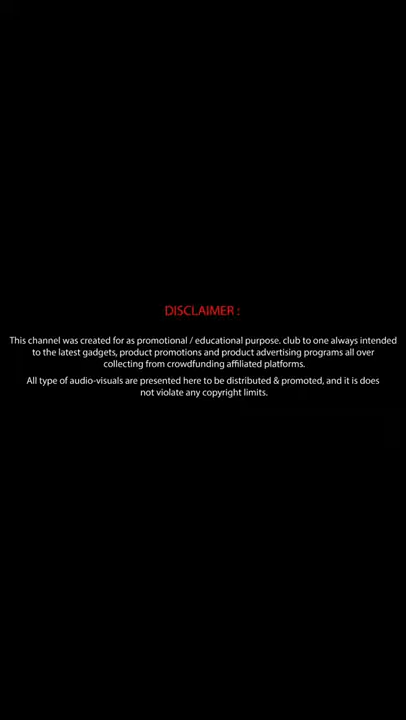 DISCLAIMER :
This channel was created for as promotional / educational purpose. club to one always intended
to the latest gadgets, product promotions and product advertising programs all over
collecting from crowdfunding affiliated platforms.
All type of audio-visuals are presented here to be distributed & promoted, and it is does
not violate any copyright limits.